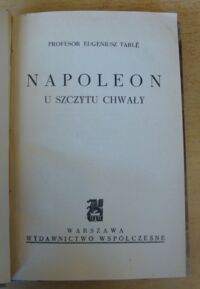 PROFESOR EUGENIUSZ TARLÉ
NAPOLEON
U SZCZYTU CHWAŁY
WARSZAWA
WYDAWNICTWO WSPÓŁCZESNE